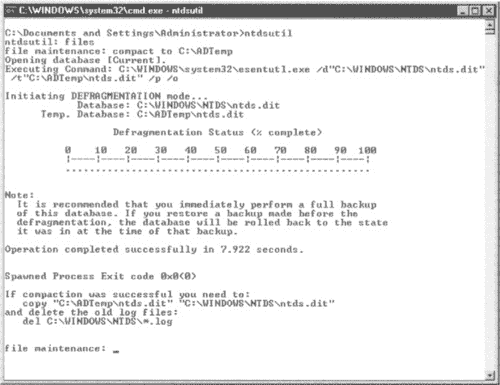 C:\WINDOWS\system32\cmd.exe - ntdsutil
C:\Documents and Settings\Administrator>ntdsutil
ntdsutil: files
file maintenance: compact to C:\ADTemp
Opening database [Current].
Executing Command: C:\WINDOWS\system32\esentutl.exe /d"C:\WINDOWS\NTDS\ntds.dit"
/t"C:\ADTemp\ntds.dit" /p /o
Initiating DEFRAGMENTATION mode...
Database: C:\WINDOWS\NTDS\ntds.dit
Temp. Database: C:\ADTemp\ntds.dit
Defragmentation Status (% complete)
0 10 20 30 40 50 60 70 80 90 100
|----|----|----|----|----|----|----|----|----|----|
...................................................
Note:
It is recommended that you immediately perform a full backup
of this database. If you restore a backup made before the
defragmentation, the database will be rolled back to the state
it was in at the time of that backup.
Operation completed successfully in 7.922 seconds.
Spawned Process Exit code 0x0(0)
If compaction was successful you need to:
copy "C:\ADTemp\ntds.dit" "C:\WINDOWS\NTDS\ntds.dit"
and delete the old log files:
del C:\WINDOWS\NTDS\*.log
file maintenance: _